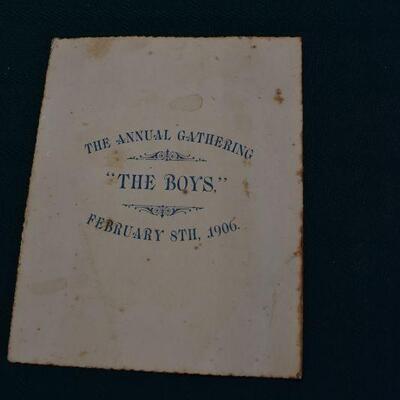 THE ANNUAL GATHERING
"THE BOYS,"
FEBRUARY 8TH, 1906.